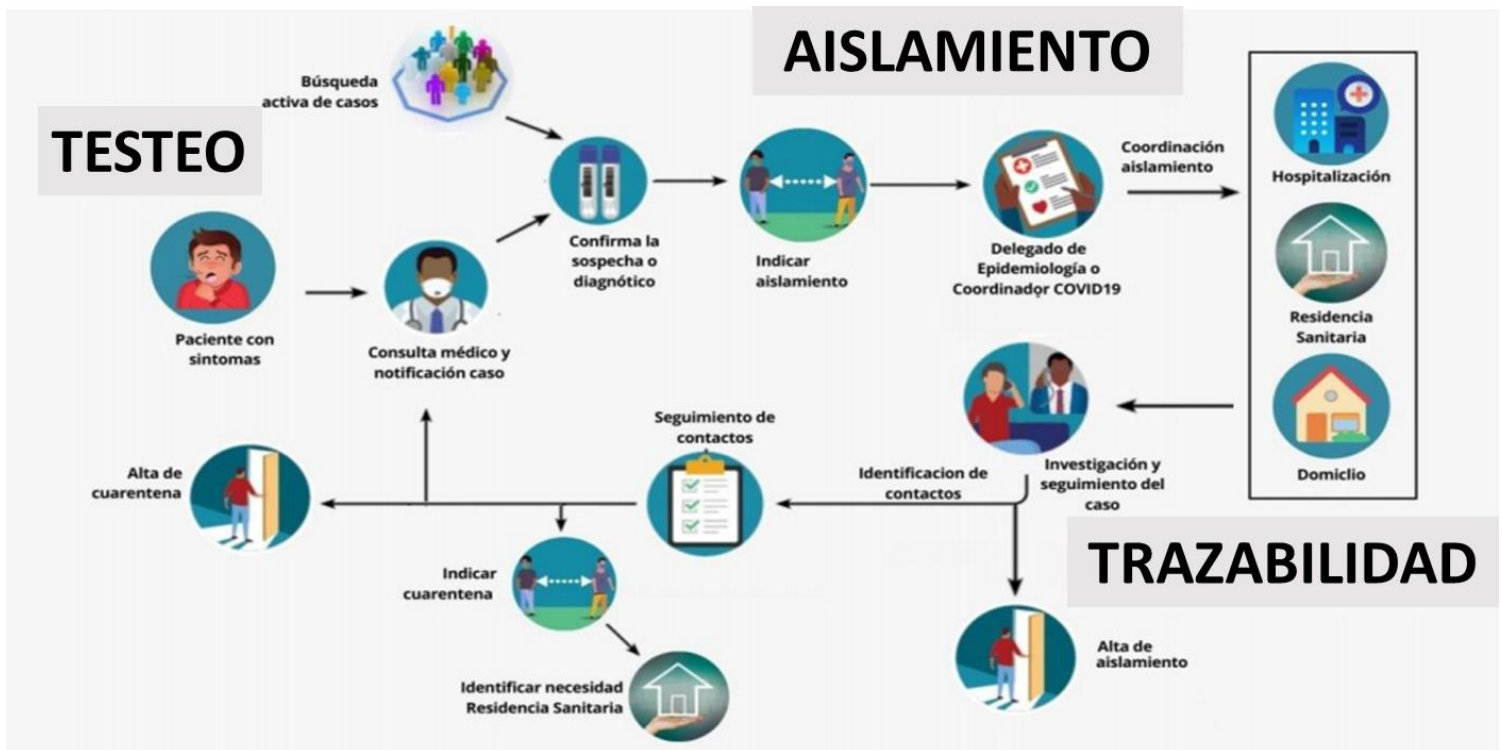 AISLAMIENTO
TESTEO
Búsqueda
activa de casos
Paciente con
sintomas
Consulta médico y
notificación caso
Confirma la
sospecha o
diagnótico
Indicar
aislamiento
Delegado de
Epidemiología o
Coordinador COVID19
Coordinación
aislamiento
Hospitalización
Residencia
Sanitaria
Domiclio
TRAZABILIDAD
Investigación y
seguimiento del
caso
Identificacion de
contactos
Alta de
aislamiento
Seguimiento de
contactos
Alta de
cuarentena
Indicar
cuarentena
Identificar necesidad
Residencia Sanitaria